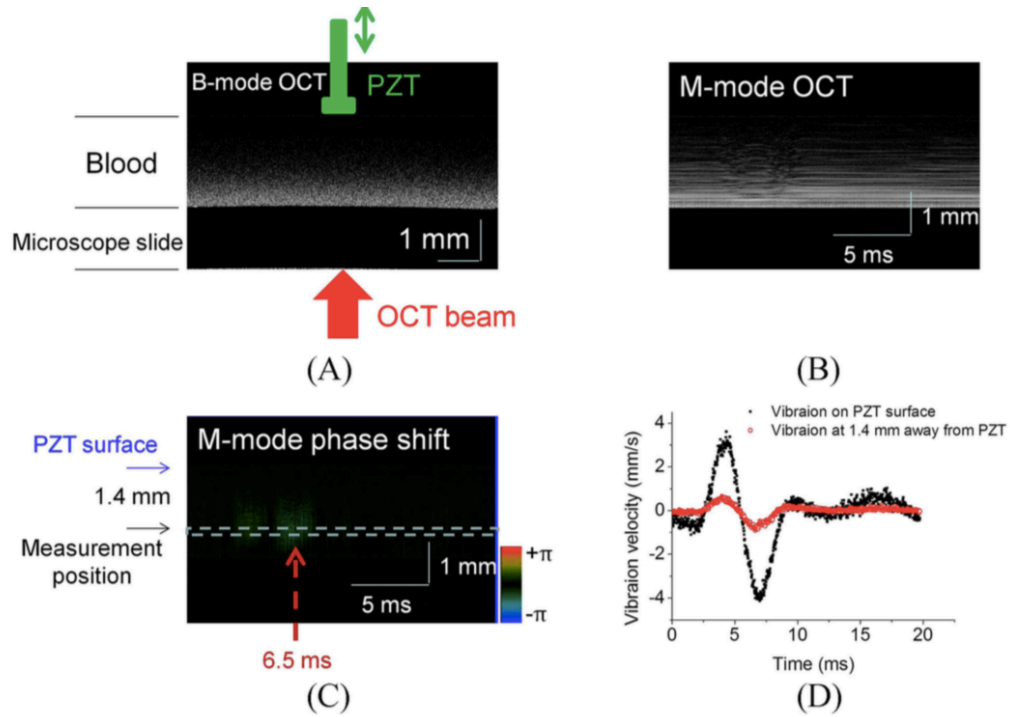 B-mode OCT
PZT
Blood
Microscope slide
1 mm
OCT beam
(A)
M-mode OCT
1 mm
5 ms
(B)
M-mode phase shift
PZT surface
1.4 mm
Measurement
position
1 mm
5 ms
+π
-π
6.5 ms
(C)
Vibraion on PZT surface
Vibraion at 1.4 mm away from PZT
Vibraion velocity (mm/s)
4
2
0
-2
-4
0 5 10 15 20
Time (ms)
(D)